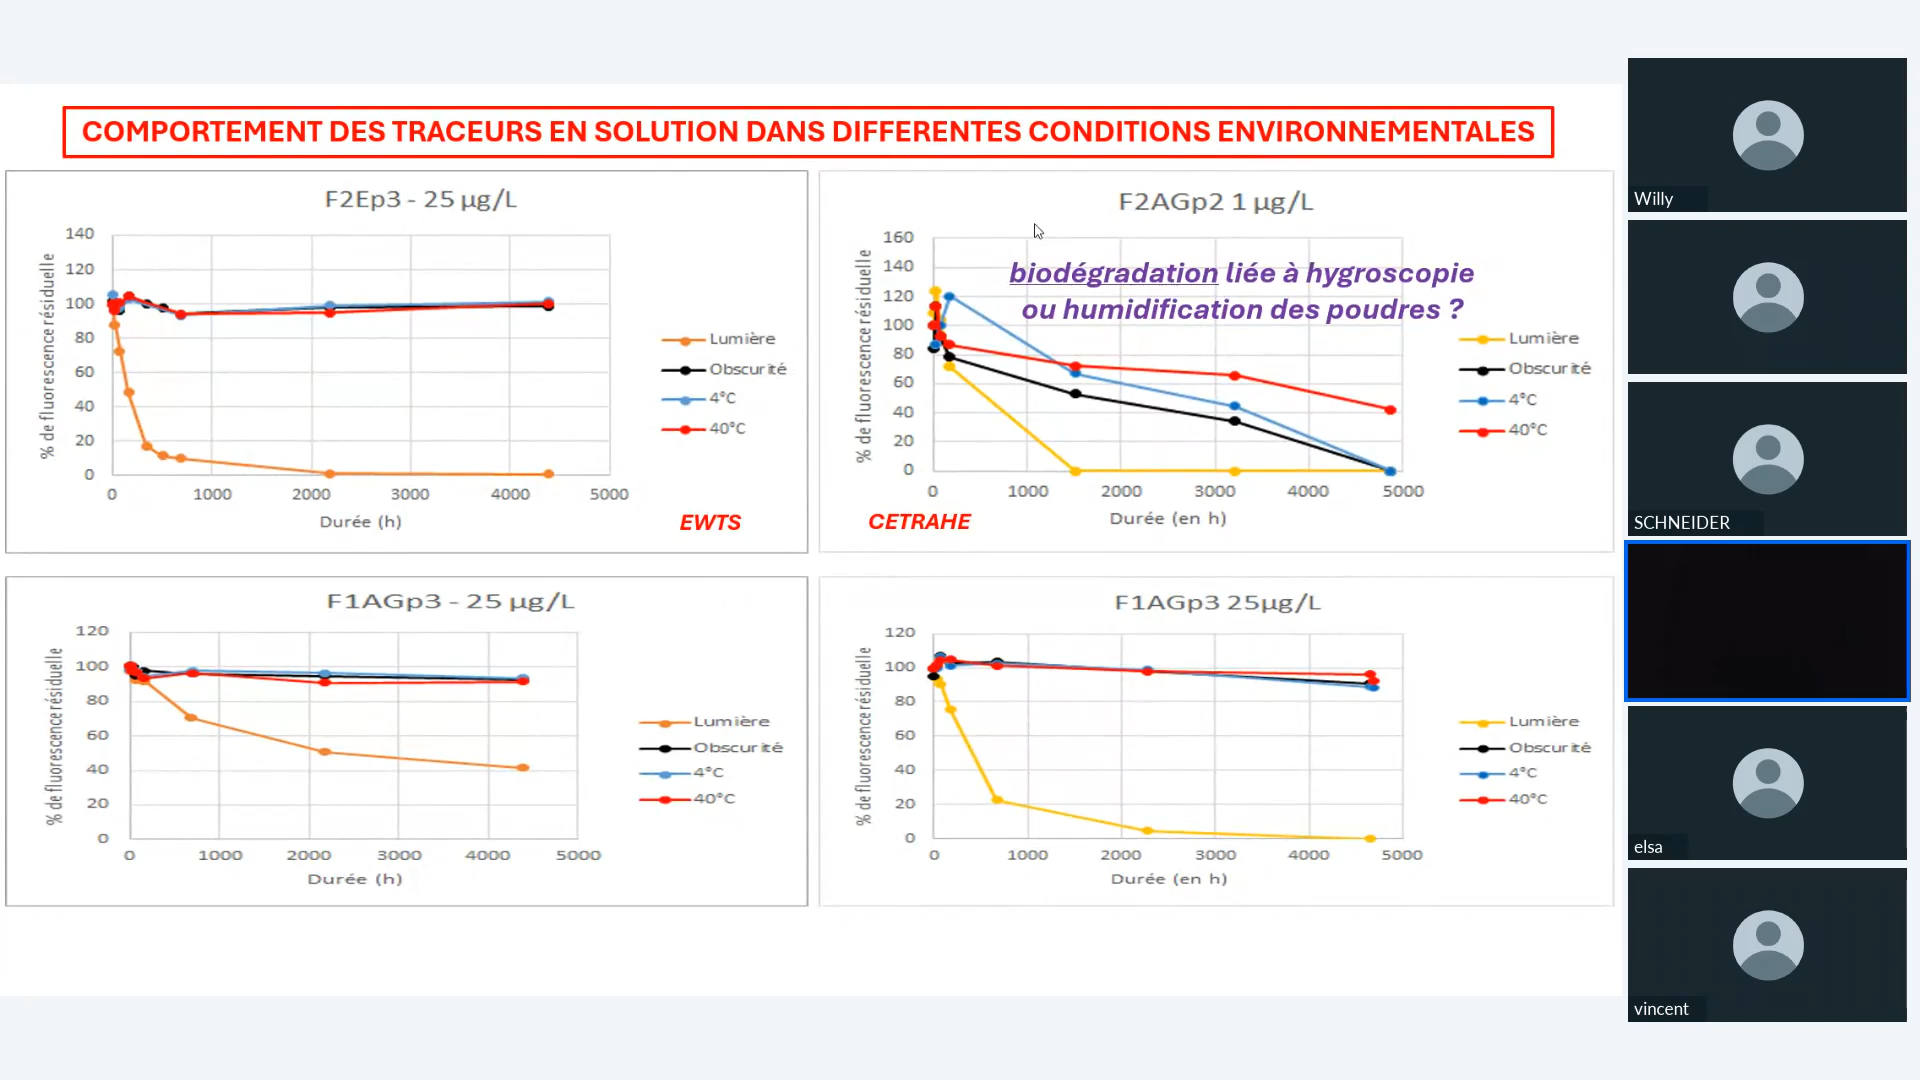 COMPORTEMENT DES TRACEURS EN SOLUTION DANS DIFFERENTES CONDITIONS ENVIRONNEMENTALES
F2Ep3 - 25 µg/L
% de fluorescence résiduelle
140
120
100
80
60
40
20
0
0 1000 2000 3000 4000 5000
Durée (h)
Lumière
Obscurité
4°C
40°C
EWTS
F2AGp2 1 µg/L
biodégradation liée à hygroscopie
ou humidification des poudres ?
% de fluorescence résiduelle
160
140
120
100
80
60
40
20
0
0 1000 2000 3000 4000 5000
Durée (en h)
Lumière
Obscurité
4°C
40°C
CETRAHE
F1AGp3 - 25 µg/L
% de fluorescence résiduelle
120
100
80
60
40
20
0
0 1000 2000 3000 4000 5000
Durée (h)
Lumière
Obscurité
4°C
40°C
F1AGp3 25µg/L
% de fluorescence résiduelle
120
100
80
60
40
20
0
0 1000 2000 3000 4000 5000
Durée (en h)
Lumière
Obscurité
4°C
40°C
Willy
SCHNEIDER
elsa
vincent